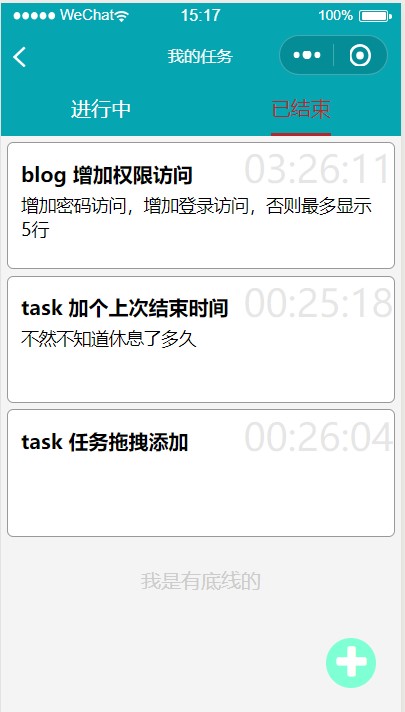 WeChat 15:17 100%
我的任务
进行中 已结束
03:26:11
blog 增加权限访问
增加密码访问，增加登录访问，否则最多显示
5行
00:25:18
task 加个上次结束时间
不然不知道休息了多久
00:26:04
task 任务拖拽添加
我是有底线的